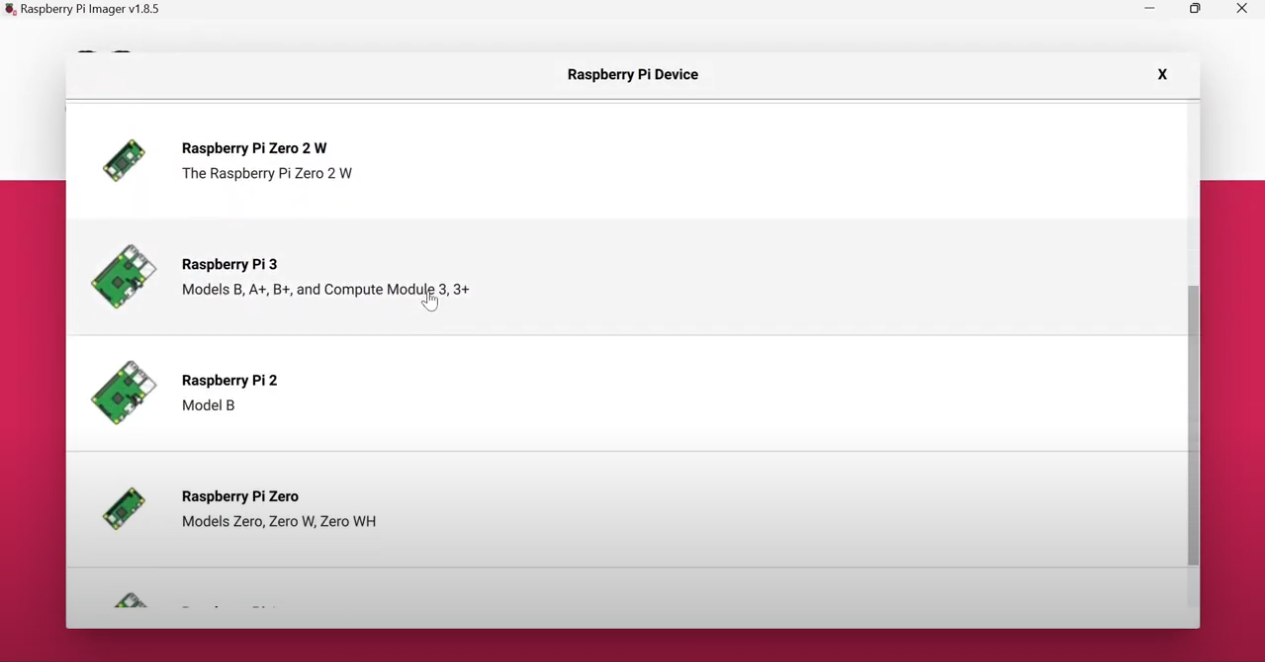 Raspberry Pi Imager v1.8.5
Raspberry Pi Device
X
Raspberry Pi Zero 2 W
The Raspberry Pi Zero 2 W
Raspberry Pi 3
Models B, A+, B+, and Compute Module 3, 3+
Raspberry Pi 2
Model B
Raspberry Pi Zero
Models Zero, Zero W, Zero WH